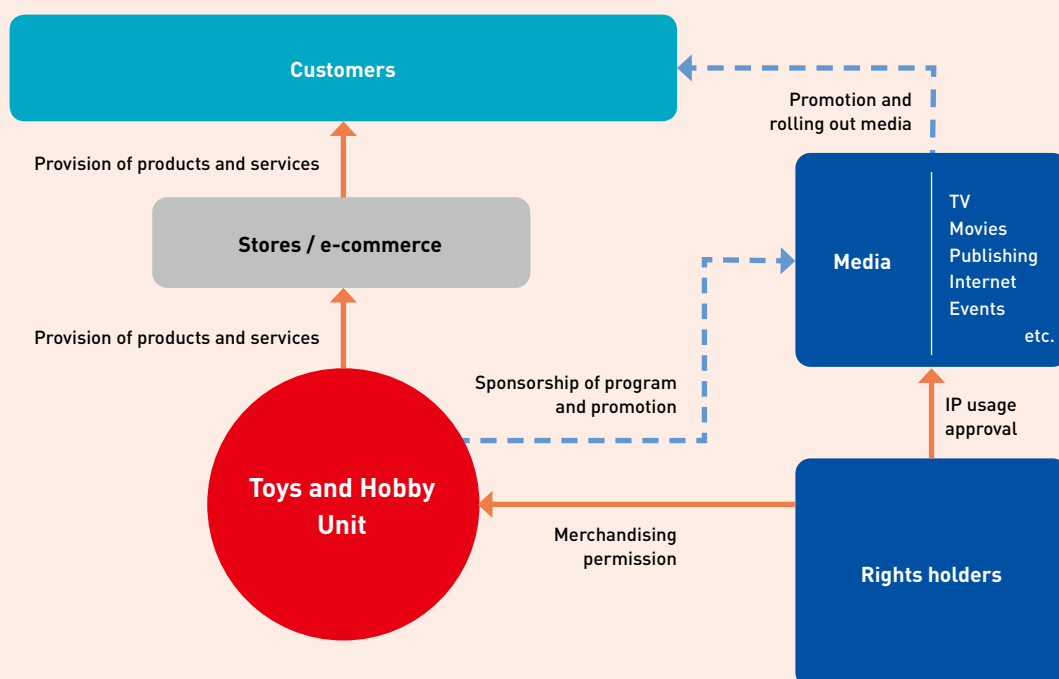 Customers
Promotion and
rolling out media
Provision of products and services
Stores / e-commerce
Media
TV
Movies
Publishing
Internet
Events
etc.
Provision of products and services
Sponsorship of program
and promotion
IP usage
approval
Toys and Hobby
Unit
Merchandising
permission
Rights holders